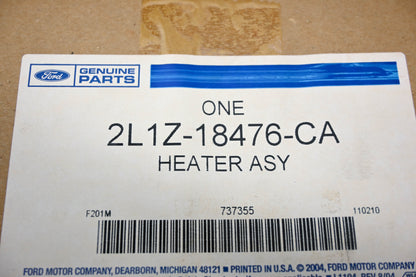 Ford GENUINE PARTS
ONE
2L1Z-18476-CA
HEATER ASY
F201M 737355 110210
FORD MOTOR COMPANY, DEARBORN, MICHIGAN 48121 PRINTED IN U.S.A. © 2004, FORD MOTOR COMPANY